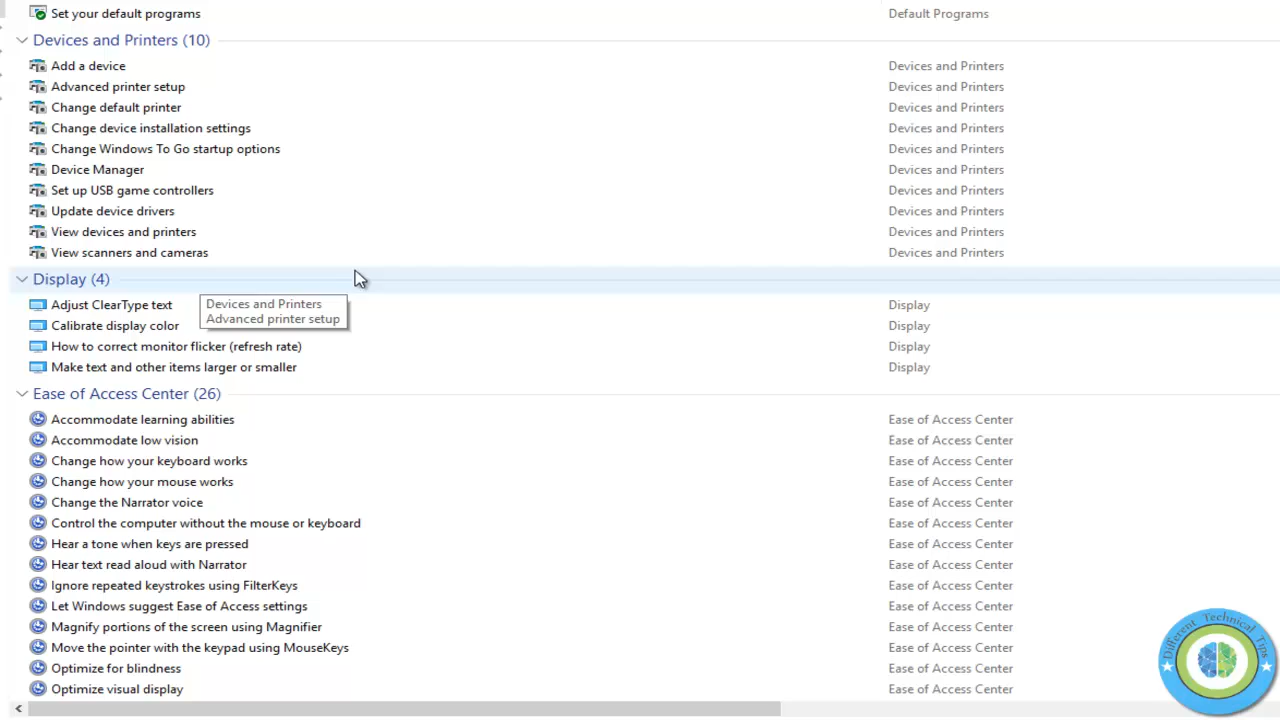 Set your default programs Default Programs
Devices and Printers (10)
Add a device Devices and Printers
Advanced printer setup Devices and Printers
Change default printer Devices and Printers
Change device installation settings Devices and Printers
Change Windows To Go startup options Devices and Printers
Device Manager Devices and Printers
Set up USB game controllers Devices and Printers
Update device drivers Devices and Printers
View devices and printers Devices and Printers
View scanners and cameras Devices and Printers
Display (4)
Adjust ClearType text Display
Devices and Printers
Advanced printer setup
Calibrate display color Display
How to correct monitor flicker (refresh rate) Display
Make text and other items larger or smaller Display
Ease of Access Center (26)
Accommodate learning abilities Ease of Access Center
Accommodate low vision Ease of Access Center
Change how your keyboard works Ease of Access Center
Change how your mouse works Ease of Access Center
Change the Narrator voice Ease of Access Center
Control the computer without the mouse or keyboard Ease of Access Center
Hear a tone when keys are pressed Ease of Access Center
Hear text read aloud with Narrator Ease of Access Center
Ignore repeated keystrokes using FilterKeys Ease of Access Center
Let Windows suggest Ease of Access settings Ease of Access Center
Magnify portions of the screen using Magnifier Ease of Access Center
Move the pointer with the keypad using MouseKeys Ease of Access Center
Optimize for blindness Ease of Access Center
Optimize visual display Ease of Access Center
Different Technical Tips